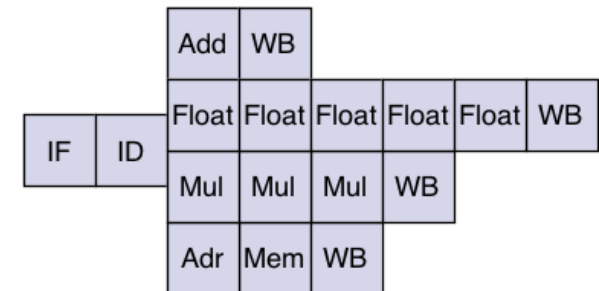 Add WB
Float Float Float Float Float WB
IF ID
Mul Mul Mul WB
Adr Mem WB